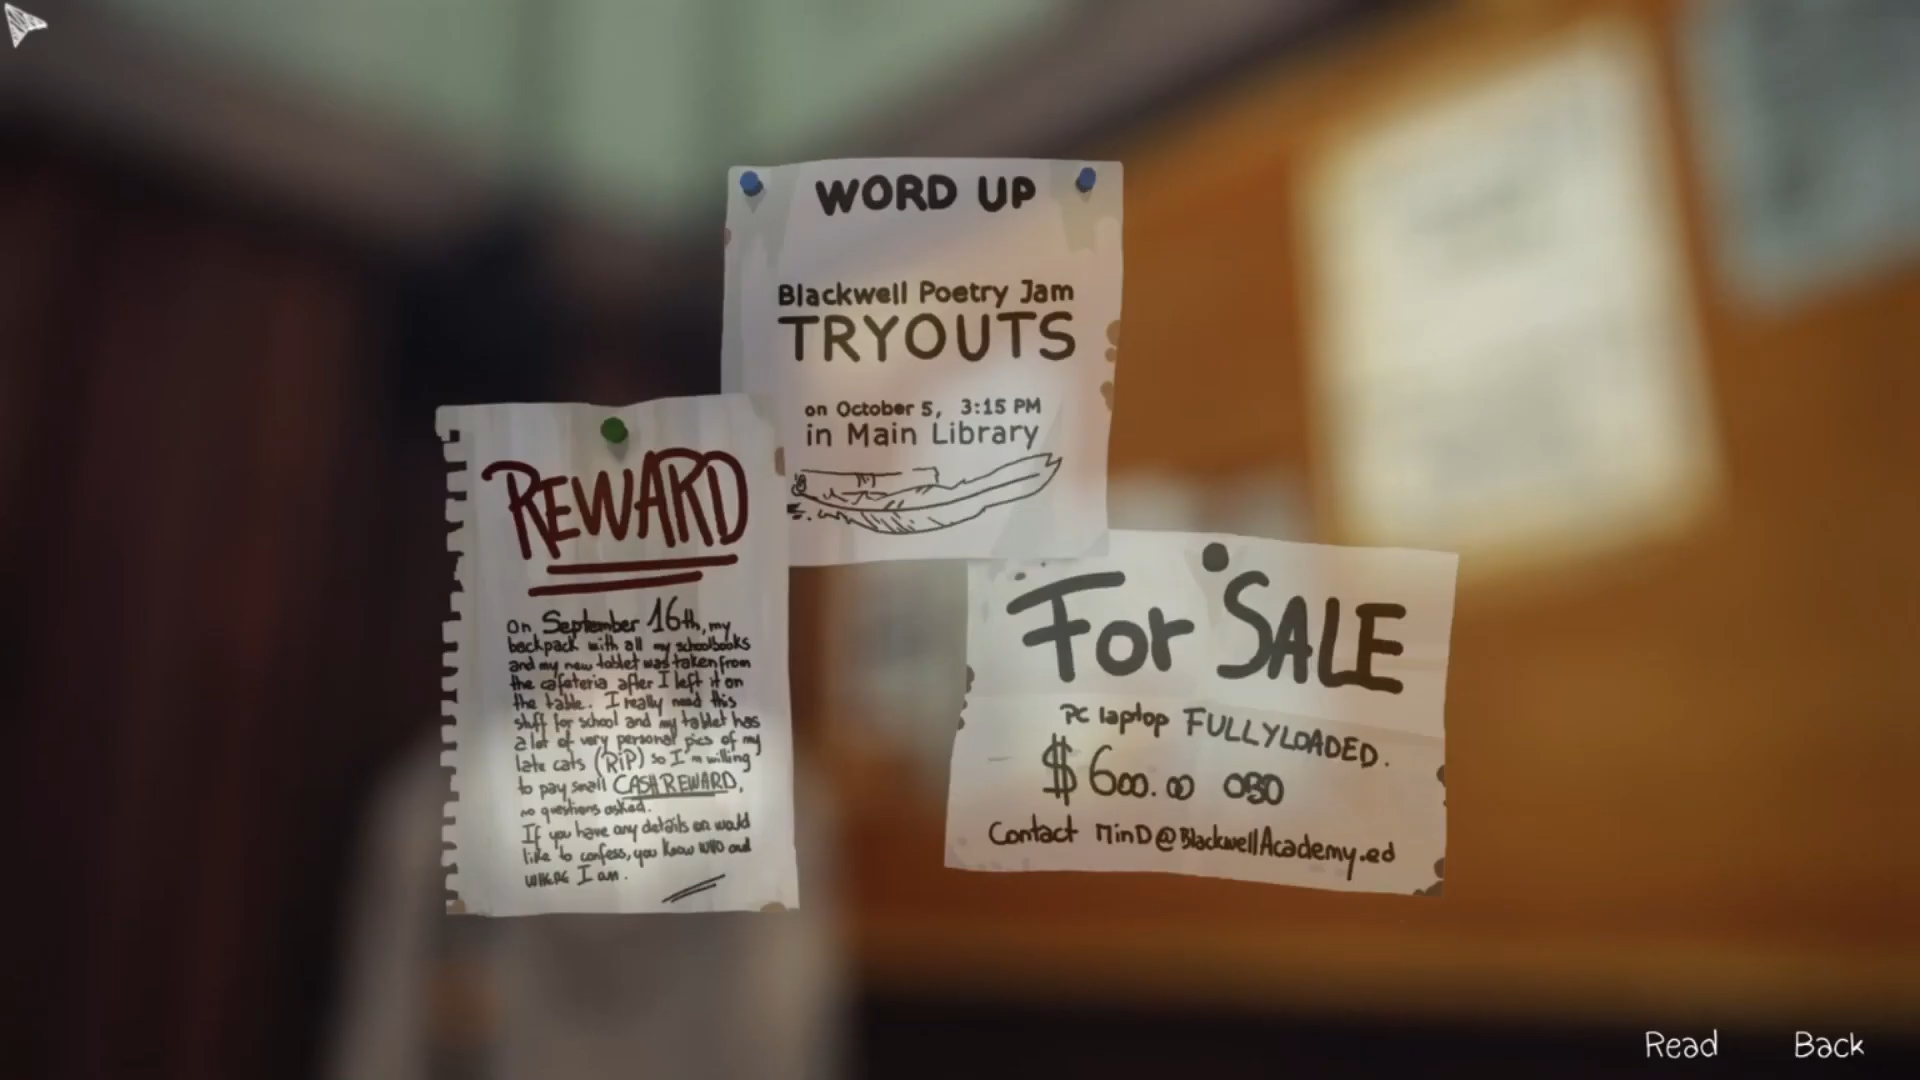 WORD UP
Blackwell Poetry Jam
TRYOUTS
on October 5, 3:15 PM
in Main Library
REWARD
On September 16th, my
backpack with all my schoolbooks
and my new tablet was taken from
the cafeteria after I left it on
the table. I really need this
stuff for school and my tablet has
a lot of very personal pics of my
late cats (RiP) so I'm willing
to pay small CASH REWARD,
no questions asked.
If you have any details or would
like to confess, you know WHO and
WHERE I am.
For SALE
PC laptop FULLYLOADED.
$600.00 OBO
Contact MinD@BlackwellAcademy.ed
Read
Back